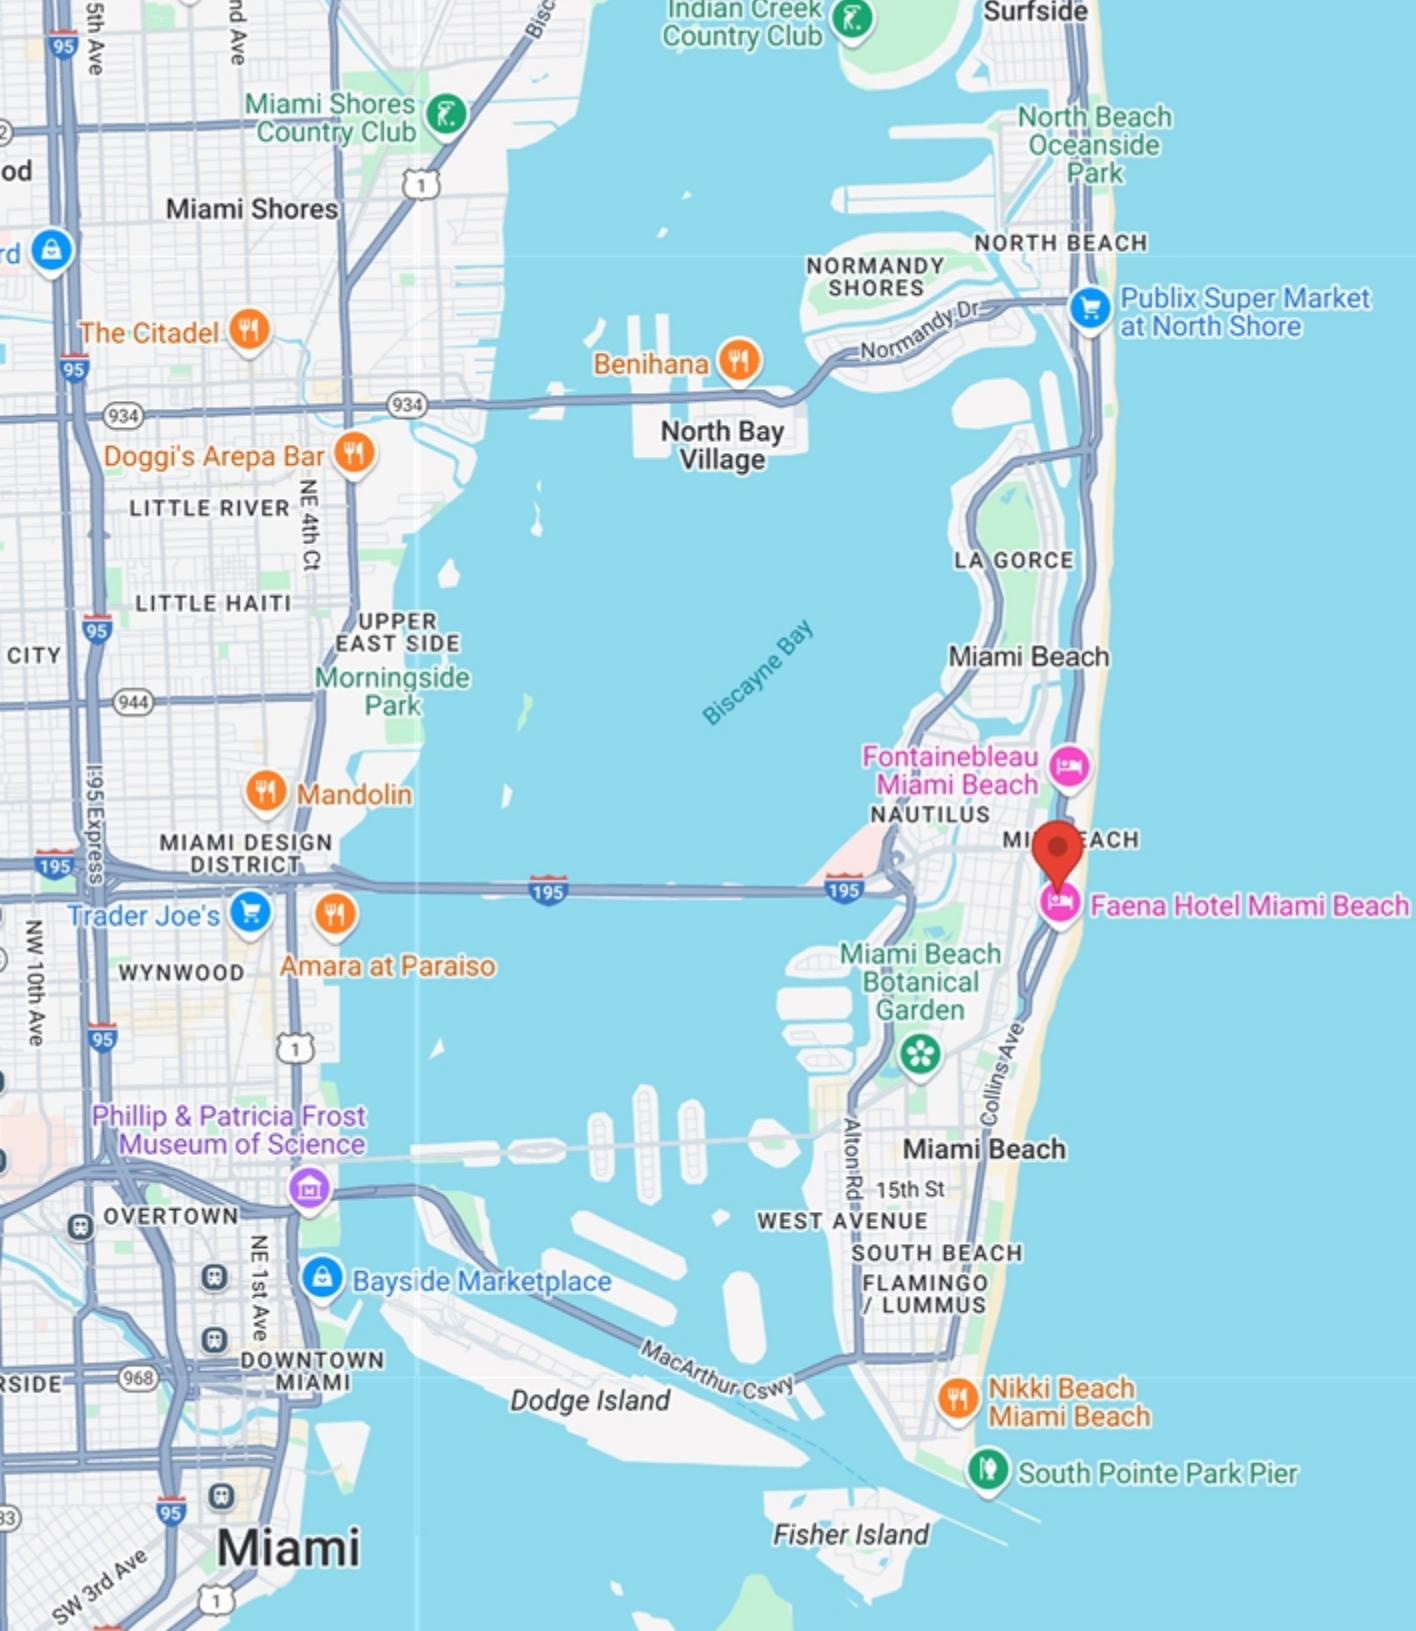 Indian Creek
Country Club
Surfside
95
5th Ave
nd Ave
Bisc
Miami Shores
Country Club
North Beach
Oceanside
Park
2
od
1
Miami Shores
NORTH BEACH
rd
NORMANDY
SHORES
Publix Super Market
at North Shore
The Citadel
Normandy Dr
Benihana
95
934
934
North Bay
Village
Doggi's Arepa Bar
NE 4th Ct
LITTLE RIVER
LA GORCE
LITTLE HAITI
UPPER
EAST SIDE
95
CITY
Miami Beach
Biscayne Bay
Morningside
Park
944
Fontainebleau
Miami Beach
Mandolin
I-95 Express
NAUTILUS
MIAMI DESIGN
DISTRICT
MI
EACH
195
195
195
Faena Hotel Miami Beach
Trader Joe's
NW 10th Ave
WYNWOOD
Amara at Paraiso
Miami Beach
Botanical
Garden
95
1
Collins Ave
Phillip & Patricia Frost
Museum of Science
Alton Rd
Miami Beach
15th St
OVERTOWN
WEST AVENUE
SOUTH BEACH
NE 1st Ave
Bayside Marketplace
FLAMINGO
/ LUMMUS
DOWNTOWN
MIAMI
RSIDE
968
MacArthur Cswy
Dodge Island
Nikki Beach
Miami Beach
South Pointe Park Pier
95
33
Fisher Island
Miami
SW 3rd Ave
1